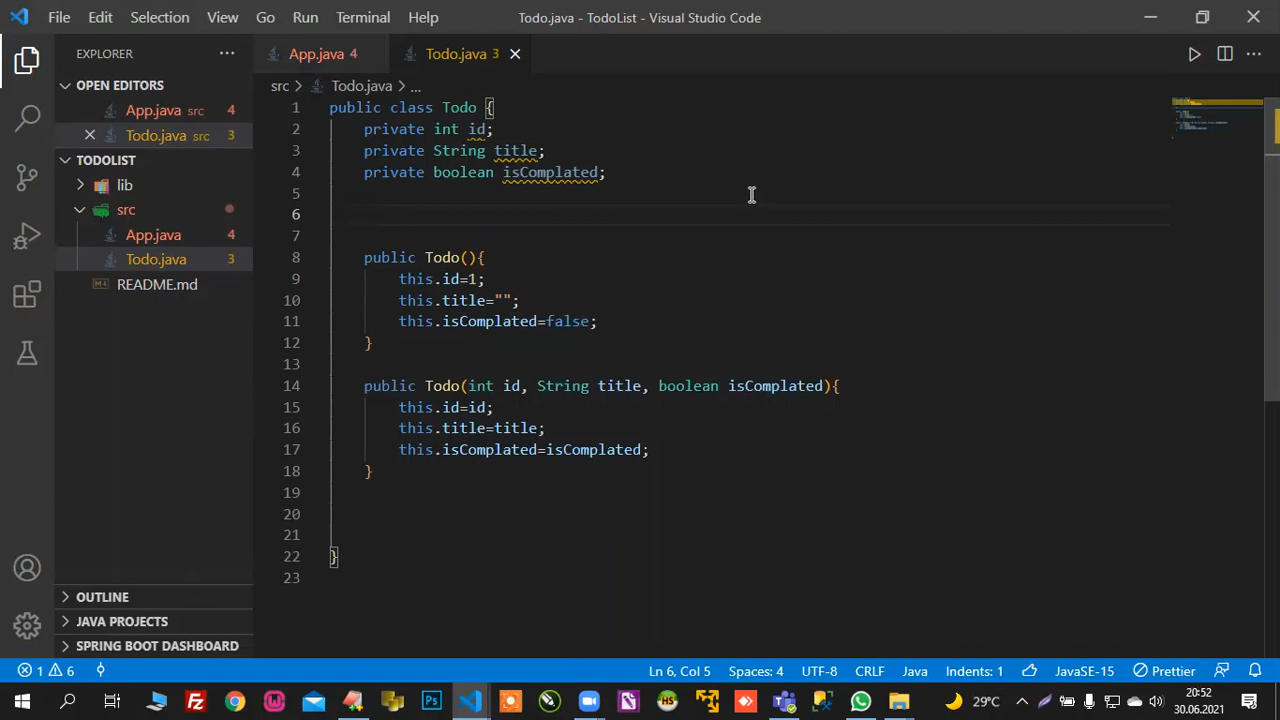 File Edit Selection View Go Run Terminal Help
Todo.java - TodoList - Visual Studio Code
EXPLORER
OPEN EDITORS
App.java src 4
Todo.java src 3
TODOLIST
lib
src
App.java 4
Todo.java 3
README.md
OUTLINE
JAVA PROJECTS
SPRING BOOT DASHBOARD
App.java 4 Todo.java 3
src > Todo.java > ...
1 public class Todo {
2 private int id;
3 private String title;
4 private boolean isComplated;
5
6
7
8 public Todo(){
9 this.id=1;
10 this.title="";
11 this.isComplated=false;
12 }
13
14 public Todo(int id, String title, boolean isComplated){
15 this.id=id;
16 this.title=title;
17 this.isComplated=isComplated;
18 }
19
20
21
22 }
23
1 6 Ln 6, Col 5 Spaces: 4 UTF-8 CRLF Java Indents: 1 JavaSE-15 Prettier
Ps
29°C
20:52
30.06.2021